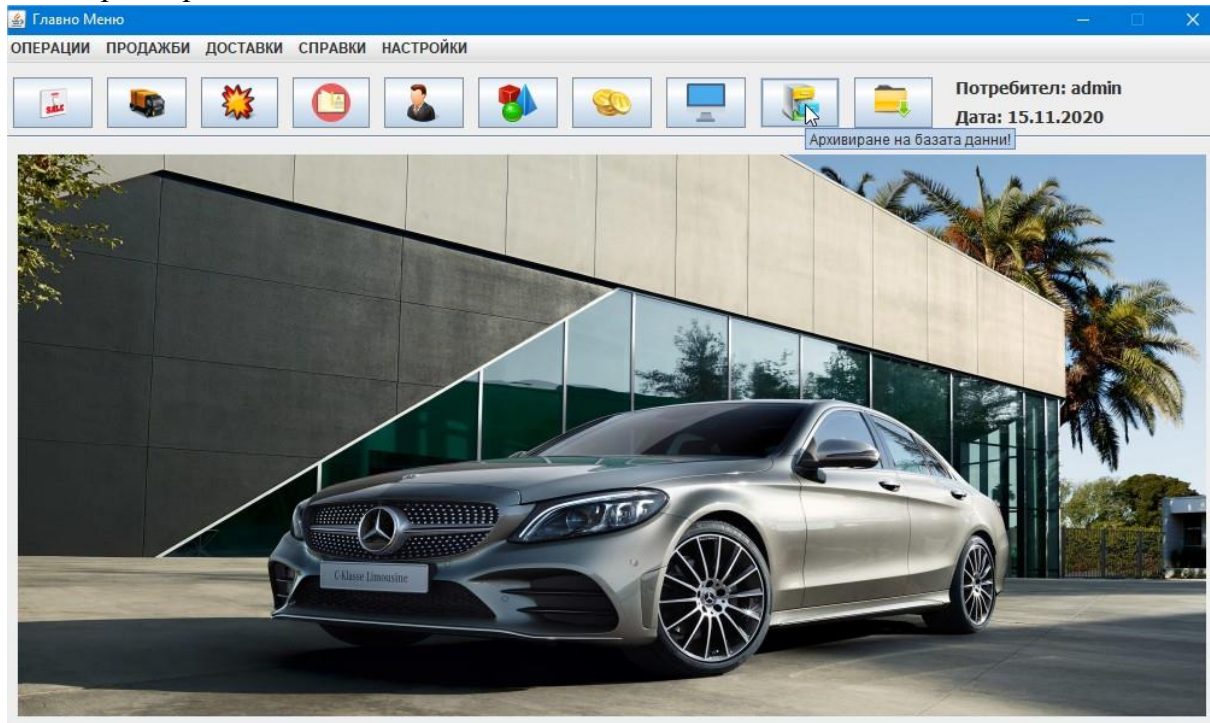 Главно Меню
ОПЕРАЦИИ ПРОДАЖБИ ДОСТАВКИ СПРАВКИ НАСТРОЙКИ
SALE
Потребител: admin
Дата: 15.11.2020
Архивиране на базата данни!
C-Klasse Limousine